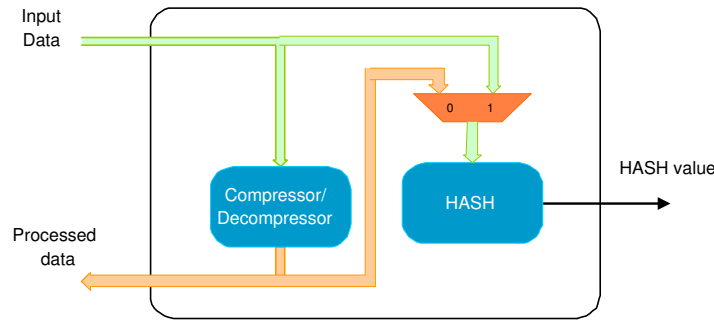 Input
Data
0 1
Compressor/
Decompressor
HASH
HASH value
Processed
data